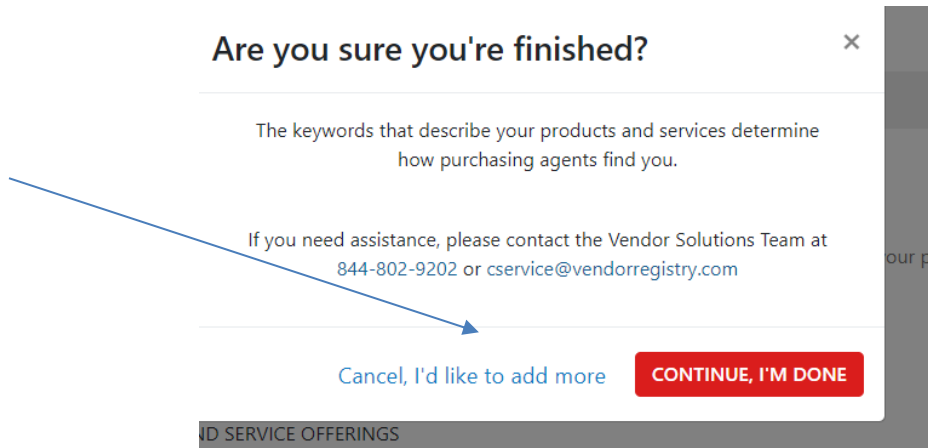 Are you sure you're finished?
×
The keywords that describe your products and services determine
how purchasing agents find you.
If you need assistance, please contact the Vendor Solutions Team at
844-802-9202 or cservice@vendorregistry.com
our p
Cancel, I'd like to add more
CONTINUE, I'M DONE
ND SERVICE OFFERINGS